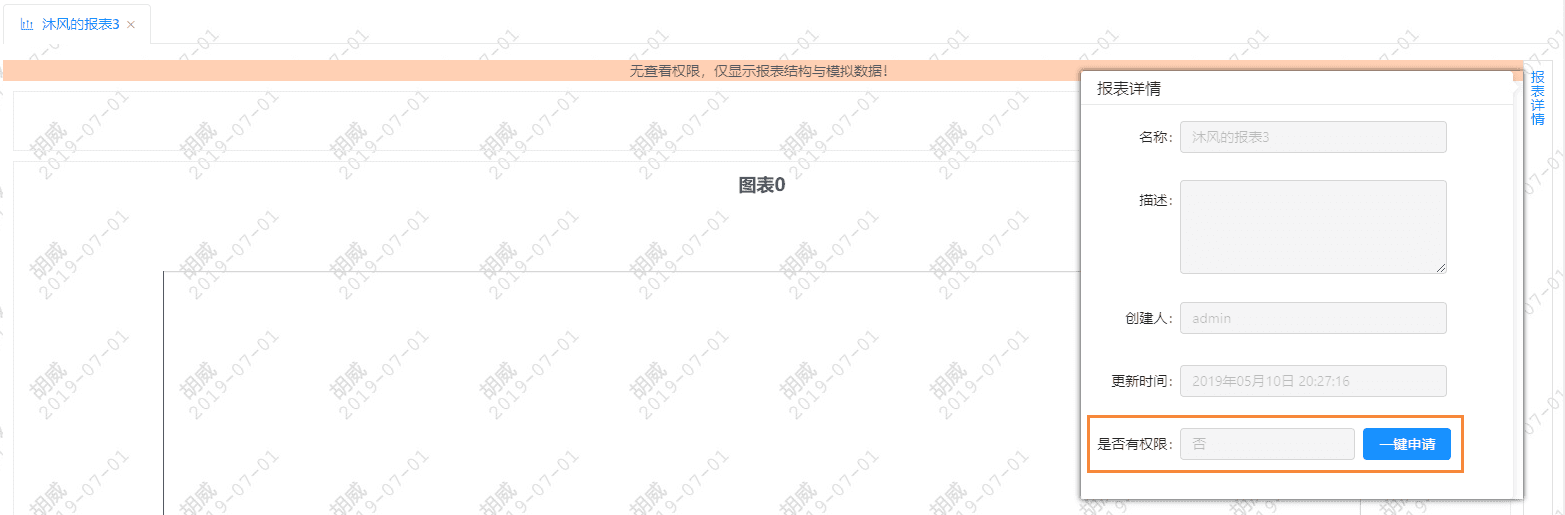 沐风的报表3 ×
无查看权限，仅显示报表结构与模拟数据！
报表详情
报表详情
名称： 沐风的报表3
描述：
创建人： admin
更新时间： 2019年05月10日 20:27:16
是否有权限： 否 一键申请
图表0
胡威
2019-07-01